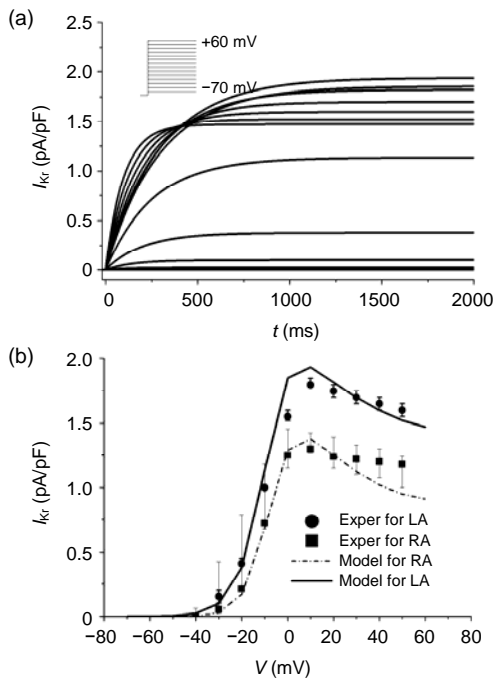 (a)
2.5
2.0
1.5
1.0
0.5
0
I_Kr (pA/pF)
+60 mV
−70 mV
0 500 1000 1500 2000
t (ms)
(b)
2.0
1.5
1.0
0.5
0
I_Kr (pA/pF)
Exper for LA
Exper for RA
Model for RA
Model for LA
−80 −60 −40 −20 0 20 40 60 80
V (mV)